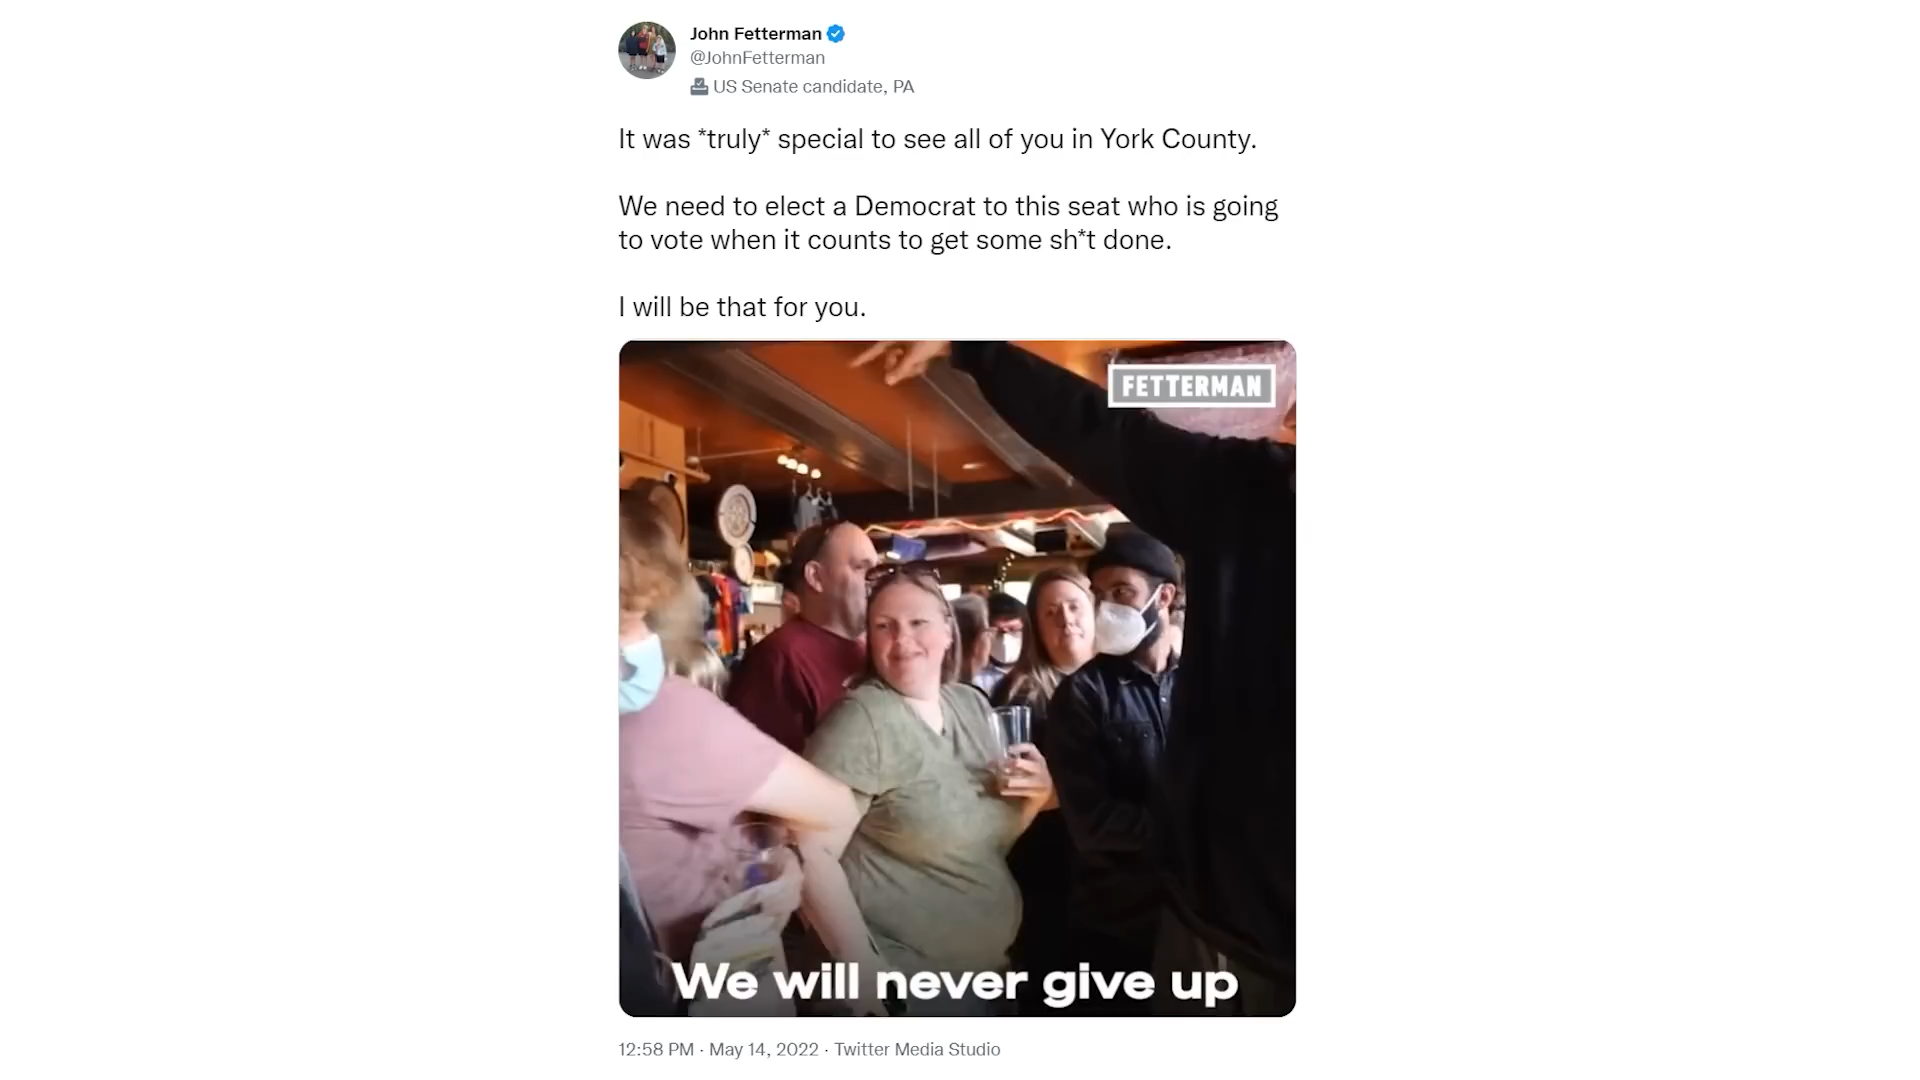 John Fetterman
@JohnFetterman
US Senate candidate, PA
It was *truly* special to see all of you in York County.
We need to elect a Democrat to this seat who is going
to vote when it counts to get some sh*t done.
I will be that for you.
FETTERMAN
We will never give up
12:58 PM · May 14, 2022 · Twitter Media Studio